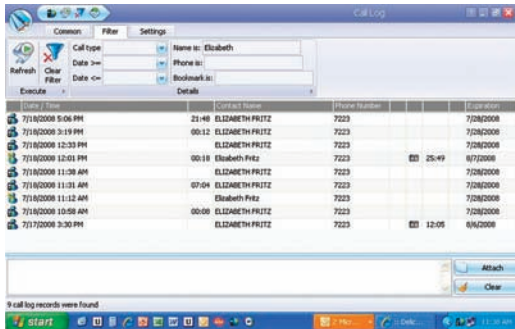 Call Log
Common Filter Settings
Call type Name is: Elizabeth
Refresh Clear Filter Date >= Phone is:
Date <= Bookmark is:
Execute Details
Date / Time Contact Name Phone Number Expiration
7/18/2008 5:06 PM 21:48 ELIZABETH FRITZ 7223 7/28/2008
7/18/2008 3:19 PM 00:12 ELIZABETH FRITZ 7223 7/28/2008
7/18/2008 12:33 PM ELIZABETH FRITZ 7223 7/28/2008
7/18/2008 12:01 PM 00:18 Elizabeth Fritz 7223 25:49 8/7/2008
7/18/2008 11:38 AM ELIZABETH FRITZ 7223 7/28/2008
7/18/2008 11:31 AM 07:04 ELIZABETH FRITZ 7223 7/28/2008
7/18/2008 11:12 AM Elizabeth Fritz 7223 7/28/2008
7/18/2008 10:58 AM 00:08 ELIZABETH FRITZ 7223 7/28/2008
7/17/2008 3:30 PM ELIZABETH FRITZ 7223 12:05 8/6/2008
Attach
Clear
9 call log records were found
start 2 Micr... :: Delic... 11:38 AM